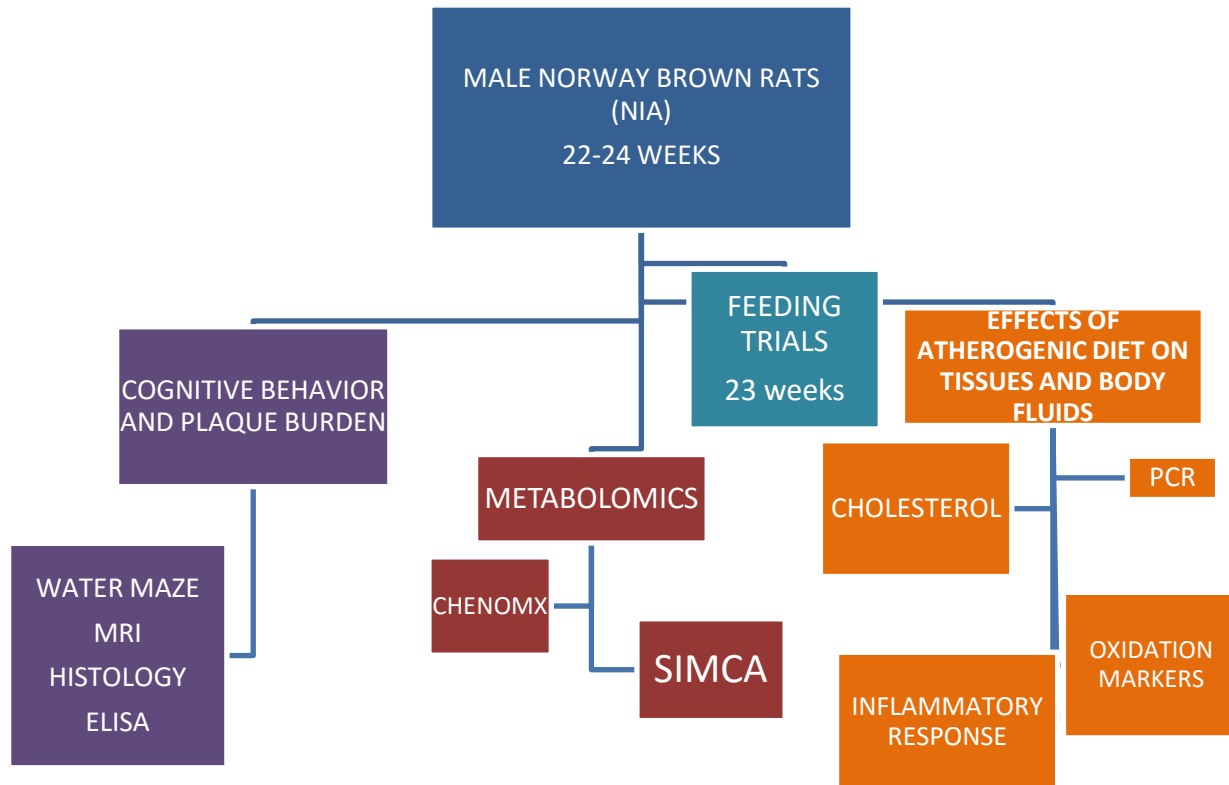 MALE NORWAY BROWN RATS
(NIA)
22-24 WEEKS
FEEDING
TRIALS
23 weeks
EFFECTS OF
ATHEROGENIC DIET ON
TISSUES AND BODY
FLUIDS
COGNITIVE BEHAVIOR
AND PLAQUE BURDEN
METABOLOMICS
PCR
CHOLESTEROL
WATER MAZE
MRI
HISTOLOGY
ELISA
CHENOMX
SIMCA
OXIDATION
MARKERS
INFLAMMATORY
RESPONSE